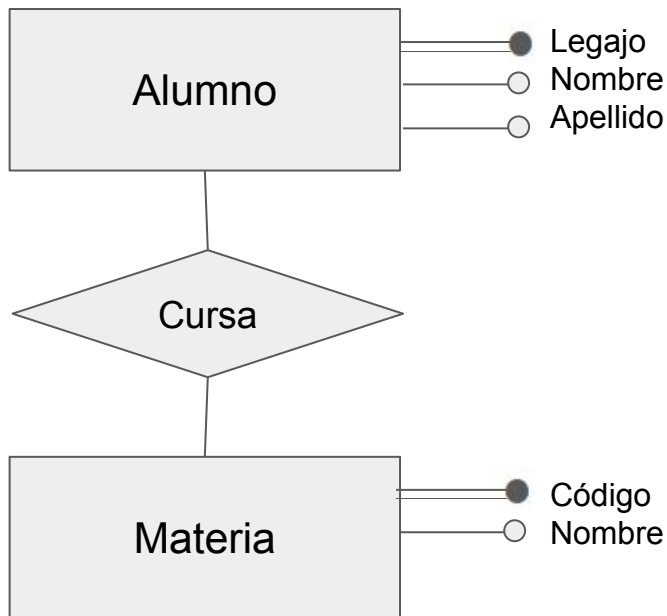 Alumno
Legajo
Nombre
Apellido
Cursa
Materia
Código
Nombre